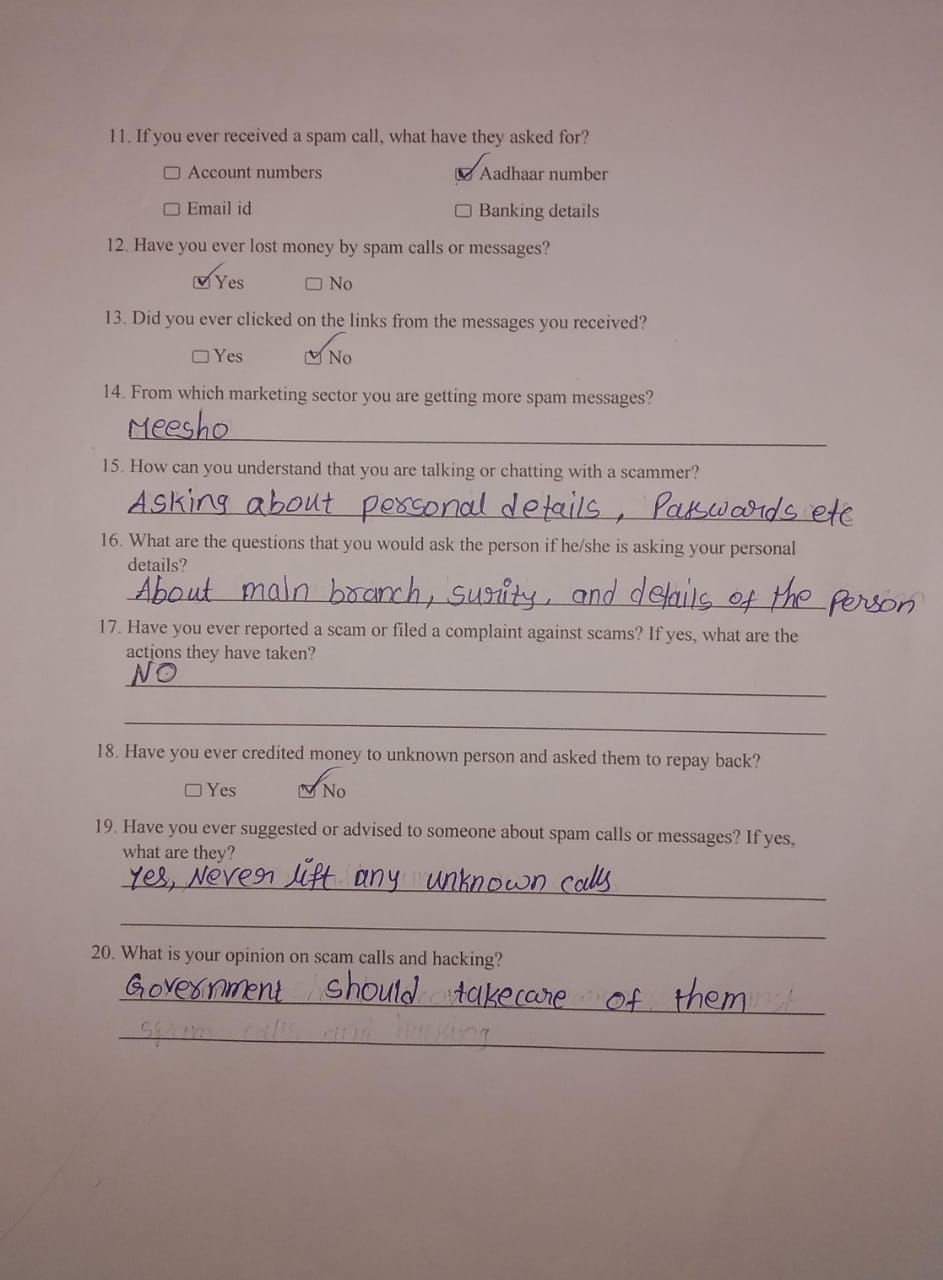 11. If you ever received a spam call, what have they asked for?
☐ Account numbers ☑ Aadhaar number
☐ Email id ☐ Banking details
12. Have you ever lost money by spam calls or messages?
☑ Yes ☐ No
13. Did you ever clicked on the links from the messages you received?
☐ Yes ☑ No
14. From which marketing sector you are getting more spam messages?
Meesho
15. How can you understand that you are talking or chatting with a scammer?
Asking about personal details, Passwards etc
16. What are the questions that you would ask the person if he/she is asking your personal
details?
About main branch, surity, and details of the person
17. Have you ever reported a scam or filed a complaint against scams? If yes, what are the
actions they have taken?
NO
18. Have you ever credited money to unknown person and asked them to repay back?
☐ Yes ☑ No
19. Have you ever suggested or advised to someone about spam calls or messages? If yes,
what are they?
Yes, Never lift any unknown calls
20. What is your opinion on scam calls and hacking?
Government should takecare of them
spam calls and hacking